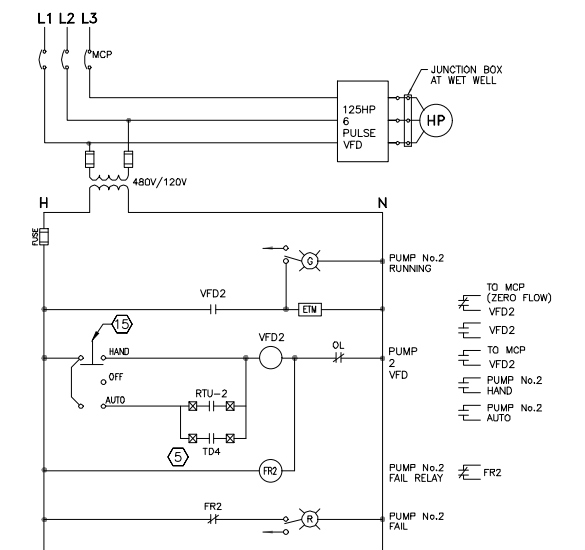 L1 L2 L3
MCP
JUNCTION BOX
AT WET WELL
125HP
6
PULSE
VFD
HP
480V/120V
H
N
FUSE
G
PUMP No.2
RUNNING
VFD2
ETM
TO MCP
(ZERO FLOW)
VFD2
VFD2
TO MCP
VFD2
PUMP No.2
HAND
PUMP No.2
AUTO
15
HAND
OFF
AUTO
VFD2
OL
PUMP
2
VFD
RTU-2
TD4
5
FR2
PUMP No.2
FAIL RELAY
FR2
FR2
R
PUMP No.2
FAIL